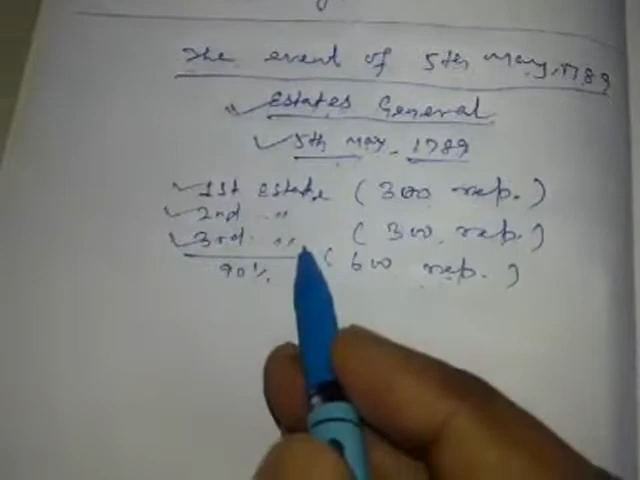 The event of 5th May, 1789
Estates General
5th May, 1789
1st Estate (300 rep.)
2nd " (300 rep.)
3rd " (600 rep.)
90%